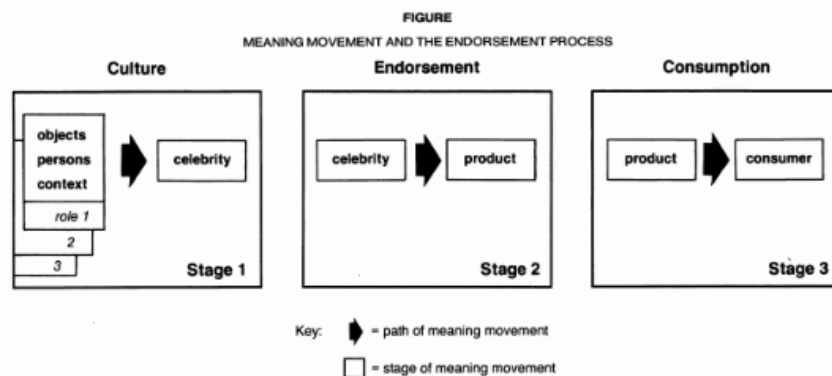 FIGURE
MEANING MOVEMENT AND THE ENDORSEMENT PROCESS
Culture
Endorsement
Consumption
objects
persons
context
role 1
2
3
celebrity
Stage 1
celebrity
product
Stage 2
product
consumer
Stage 3
Key:
= path of meaning movement
= stage of meaning movement